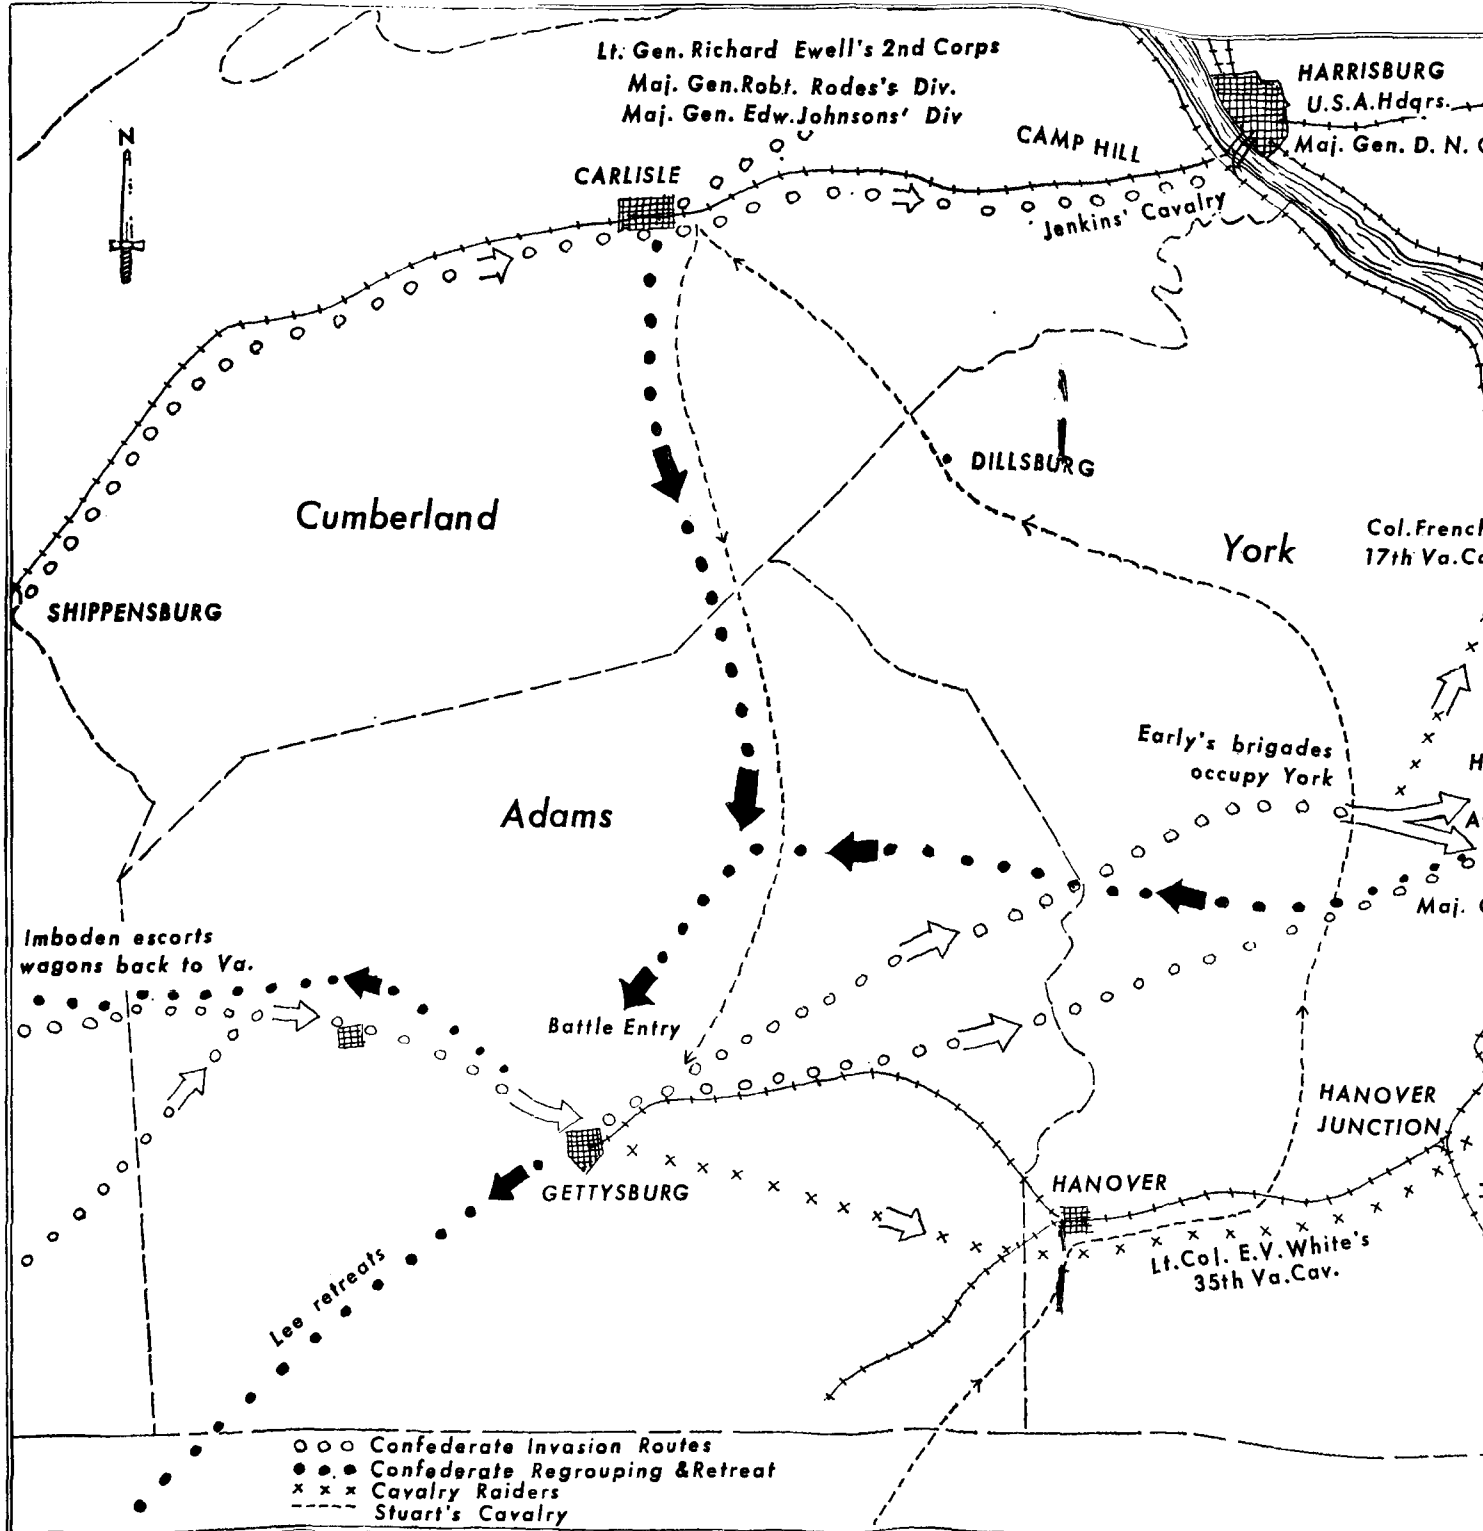 Lt. Gen. Richard Ewell's 2nd Corps
Maj. Gen. Robt. Rodes's Div.
Maj. Gen. Edw. Johnsons' Div
HARRISBURG
U.S.A. Hdqrs.
Maj. Gen. D. N.
N
CAMP HILL
CARLISLE
Jenkins' Cavalry
DILLSBURG
Cumberland
York
Col. French
17th Va.
SHIPPENSBURG
Early's brigades
occupy York
H
A
Adams
Maj.
Imboden escorts
wagons back to Va.
Battle Entry
HANOVER
JUNCTION
GETTYSBURG
HANOVER
Lt. Col. E.V. White's
35th Va. Cav.
Lee retreats
Confederate Invasion Routes
Confederate Regrouping & Retreat
Cavalry Raiders
Stuart's Cavalry